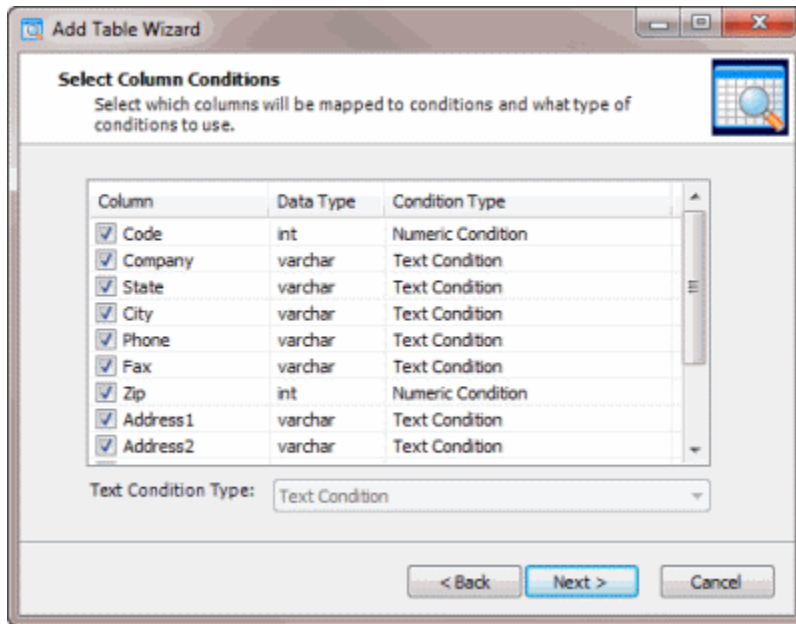 Add Table Wizard
Select Column Conditions
Select which columns will be mapped to conditions and what type of
conditions to use.
Column Data Type Condition Type
Code int Numeric Condition
Company varchar Text Condition
State varchar Text Condition
City varchar Text Condition
Phone varchar Text Condition
Fax varchar Text Condition
Zip int Numeric Condition
Address1 varchar Text Condition
Address2 varchar Text Condition
Text Condition Type: Text Condition
< Back Next > Cancel